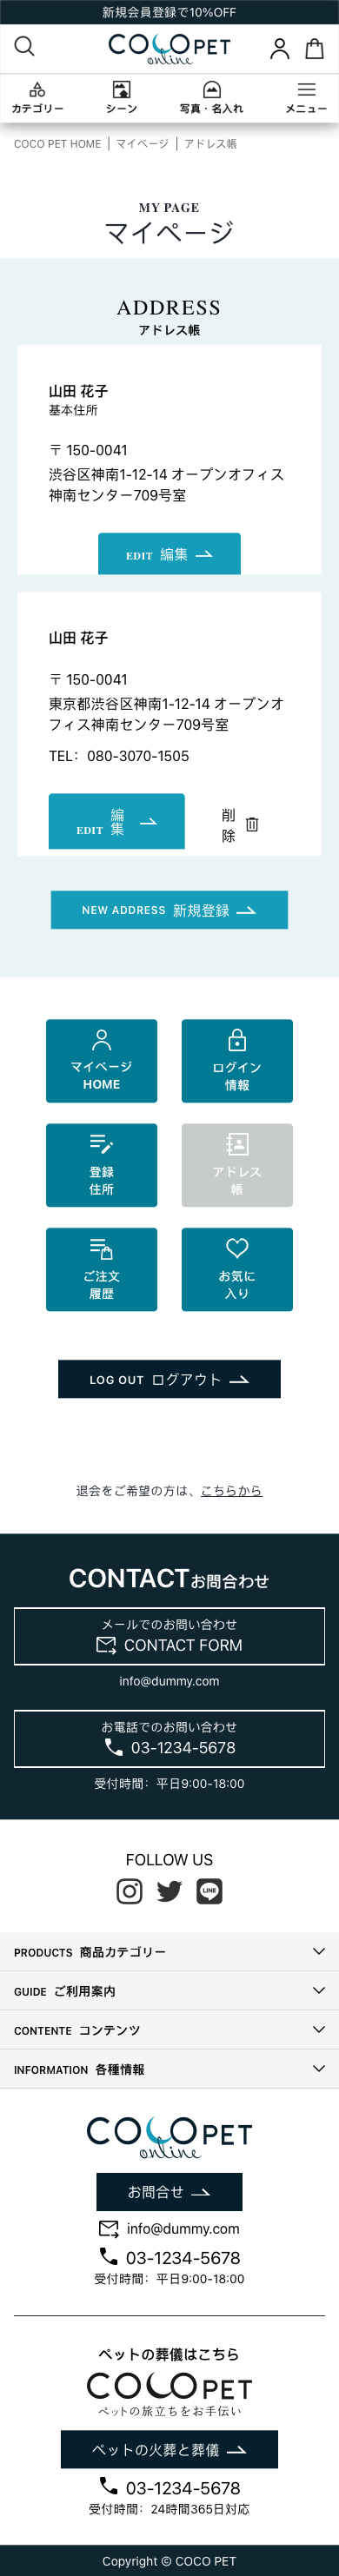 新規会員登録で10%OFF
COLO PET
online
カテゴリー
シーン
写真・名入れ
メニュー
COCO PET HOME | マイページ | アドレス帳
MY PAGE
マイページ
ADDRESS
アドレス帳
山田 花子
基本住所
〒 150-0041
渋谷区神南1-12-14 オープンオフィス
神南センター709号室
EDIT 編集
山田 花子
〒 150-0041
東京都渋谷区神南1-12-14 オープンオ
フィス神南センター709号室
TEL： 080-3070-1505
EDIT 編
集
削
除
NEW ADDRESS 新規登録
マイページ
HOME
ログイン
情報
登録
住所
アドレス
帳
ご注文
履歴
お気に
入り
LOG OUT ログアウト
退会をご希望の方は、こちらから
CONTACTお問合わせ
メールでのお問い合わせ
CONTACT FORM
info@dummy.com
お電話でのお問い合わせ
03-1234-5678
受付時間： 平日9:00-18:00
FOLLOW US
LINE
PRODUCTS 商品カテゴリー
GUIDE ご利用案内
CONTENTE コンテンツ
INFORMATION 各種情報
COLO PET
online
お問合せ
info@dummy.com
03-1234-5678
受付時間： 平日9:00-18:00
ペットの葬儀はこちら
COLO PET
ペットの旅立ちをお手伝い
ペットの火葬と葬儀
03-1234-5678
受付時間： 24時間365日対応
Copyright © COCO PET